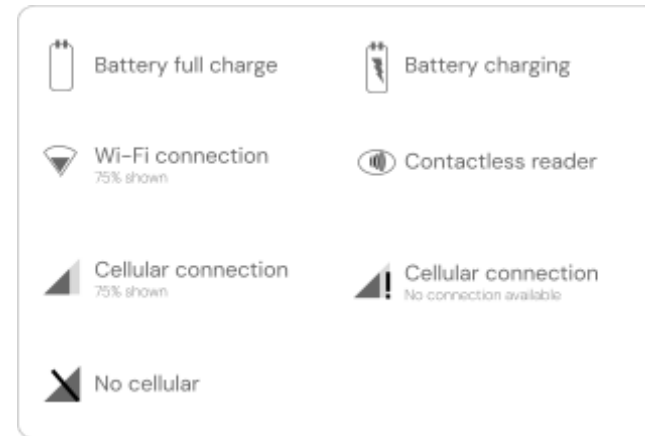 Battery full charge
Battery charging
Wi-Fi connection
75% shown
Contactless reader
Cellular connection
75% shown
Cellular connection
No connection available
No cellular